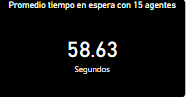 Promedio tiempo en espera con 15 agentes
58.63
Segundos